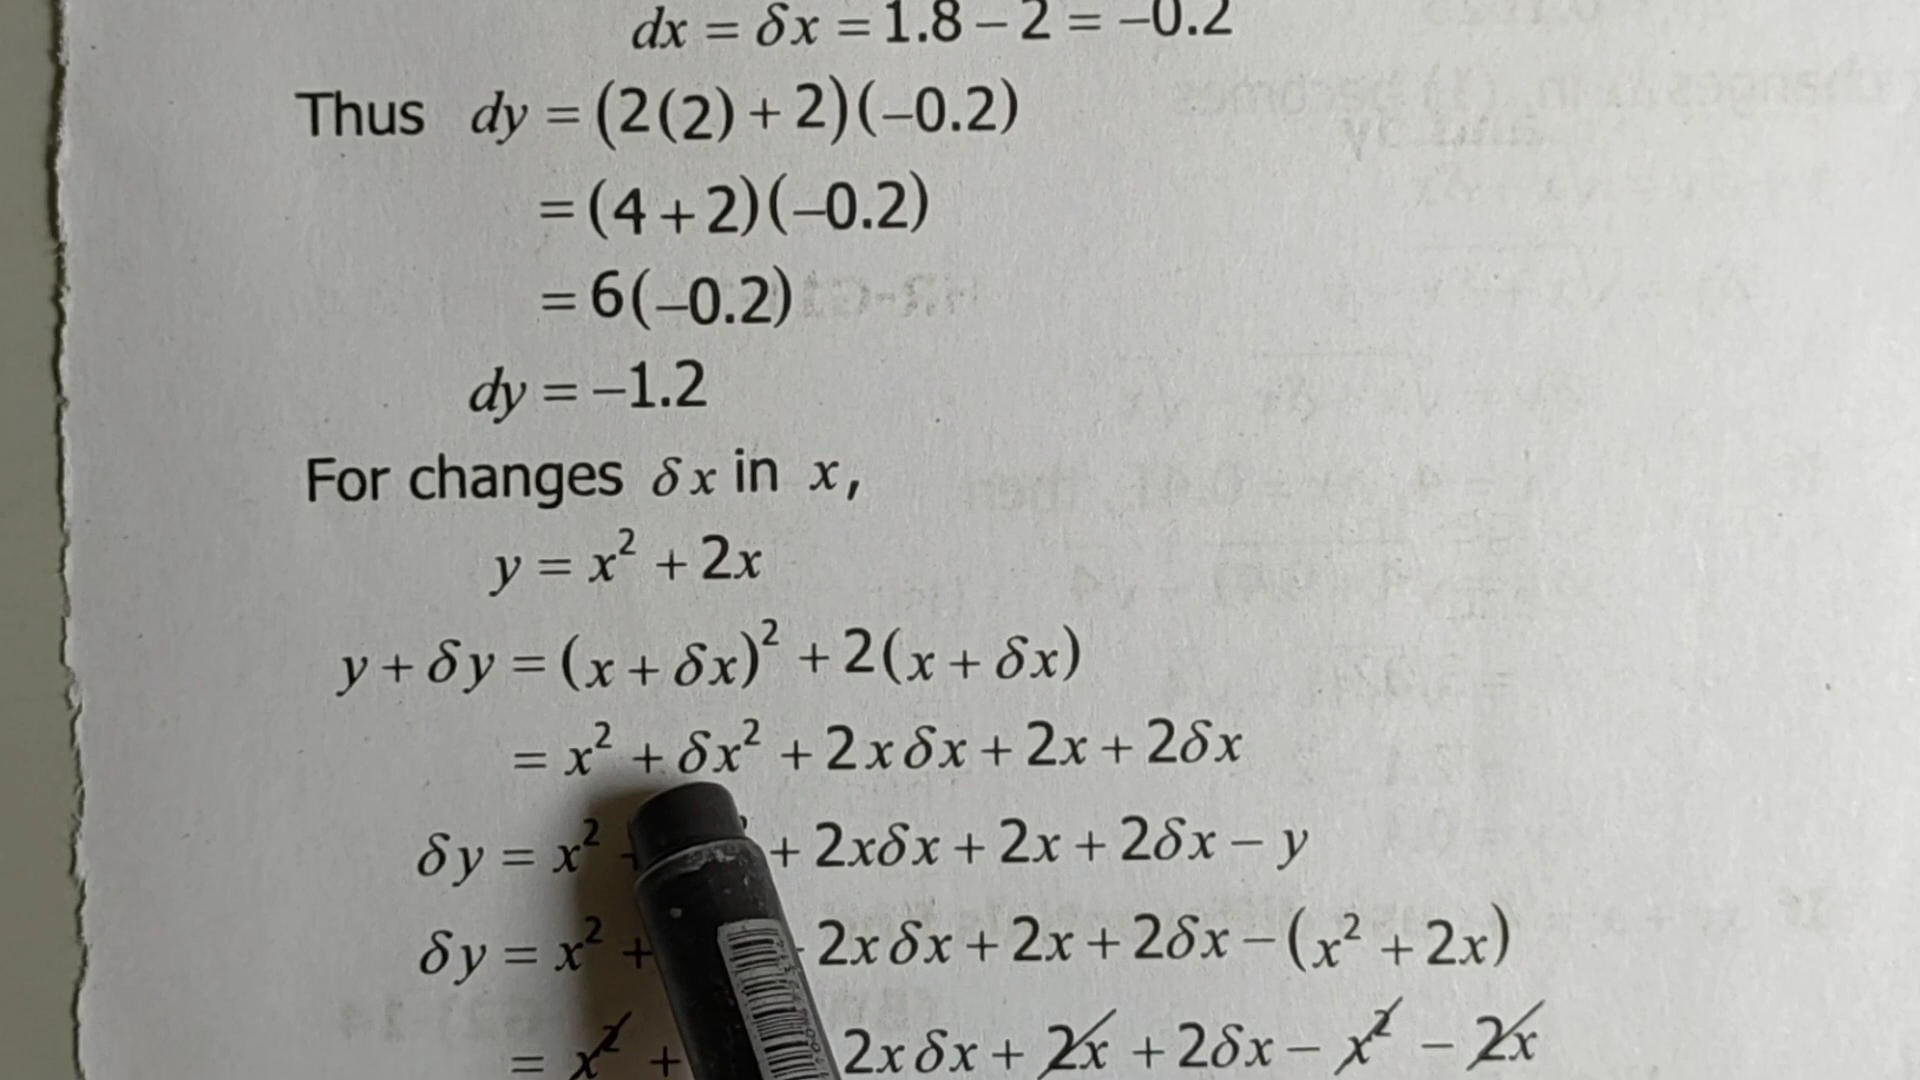 dx = δx = 1.8 − 2 = −0.2
Thus dy = (2(2) + 2)(−0.2)
= (4 + 2)(−0.2)
= 6(−0.2)
dy = −1.2
For changes δx in x,
y = x² + 2x
y + δy = (x + δx)² + 2(x + δx)
= x² + δx² + 2xδx + 2x + 2δx
δy = x² + 2xδx + 2x + 2δx − y
δy = x² + 2xδx + 2x + 2δx − (x² + 2x)
= x² + 2xδx + 2x + 2δx − x² − 2x